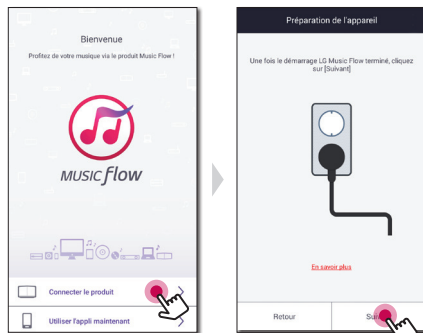 Bienvenue
Profitez de votre musique via le produit Music Flow !
MUSIC flow
Connecter le produit
Utiliser l'appli maintenant
Préparation de l'appareil
Une fois le démarrage LG Music Flow terminé, cliquez
sur [Suivant]
En savoir plus
Retour